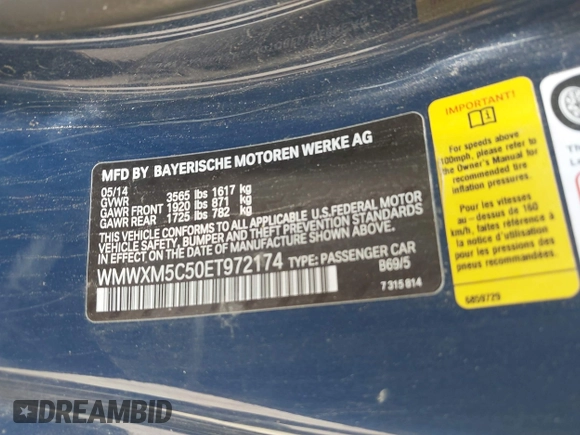 MFD BY BAYERISCHE MOTOREN WERKE AG
05/14
GVWR 3565 lbs 1617 kg
GAWR FRONT 1920 lbs 871 kg
GAWR REAR 1725 lbs 782 kg
THIS VEHICLE CONFORMS TO ALL APPLICABLE U.S. FEDERAL MOTOR
VEHICLE SAFETY, BUMPER AND THEFT PREVENTION STANDARDS
IN EFFECT ON THE DATE OF MANUFACTURE SHOWN ABOVE.
WMWXM5C50ET972174 TYPE: PASSENGER CAR
B69/5
7 315 814
IMPORTANT!
For speeds above
100mph, please refer to
the Owner's Manual for
recommended tire
inflation pressures.
Pour les vitesses
au-dessus de 150
km/h, faites référence à
la notice d'utilisation
pour les pressions des
pneus recommandées.
6859729
DREAMBID